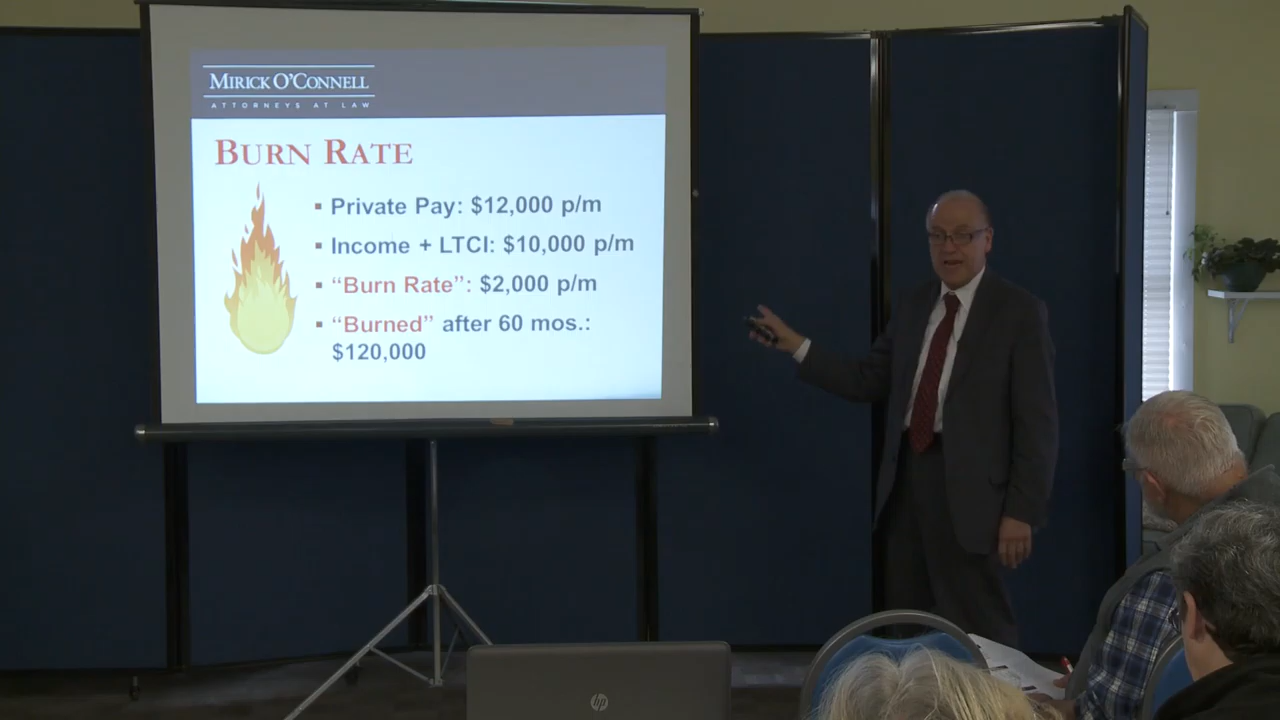 MIRICK O'CONNELL
ATTORNEYS AT LAW
BURN RATE
▪ Private Pay: $12,000 p/m
▪ Income + LTCI: $10,000 p/m
▪ “Burn Rate”: $2,000 p/m
▪ “Burned” after 60 mos.:
$120,000
hp